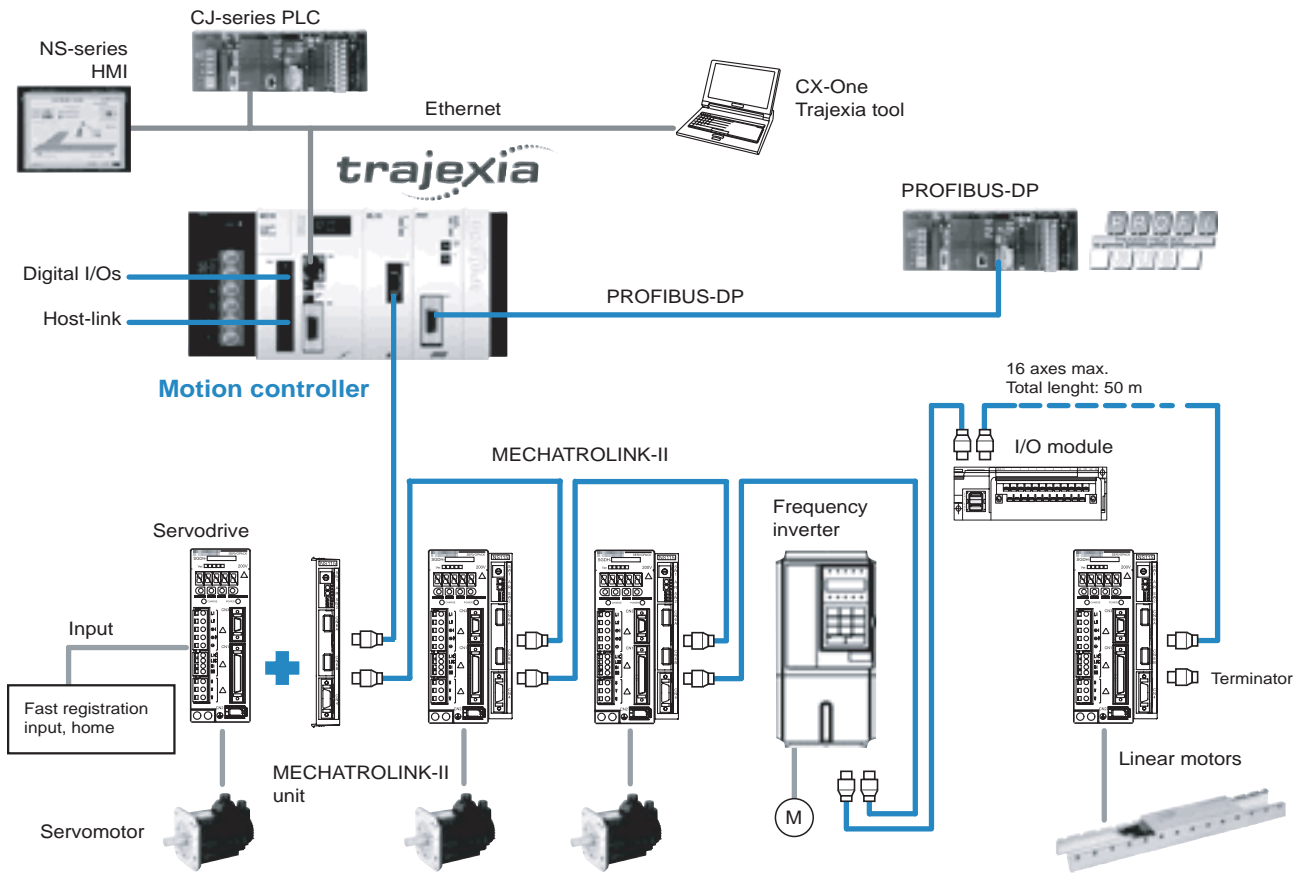 CJ-series PLC
NS-series
HMI
Ethernet
CX-One
Trajexia tool
trajexia
PROFIBUS-DP
Digital I/Os
Host-link
PROFIBUS-DP
Motion controller
16 axes max.
Total lenght: 50 m
I/O module
MECHATROLINK-II
Servodrive
Frequency
inverter
Input
Fast registration
input, home
Terminator
MECHATROLINK-II
unit
Linear motors
Servomotor
M